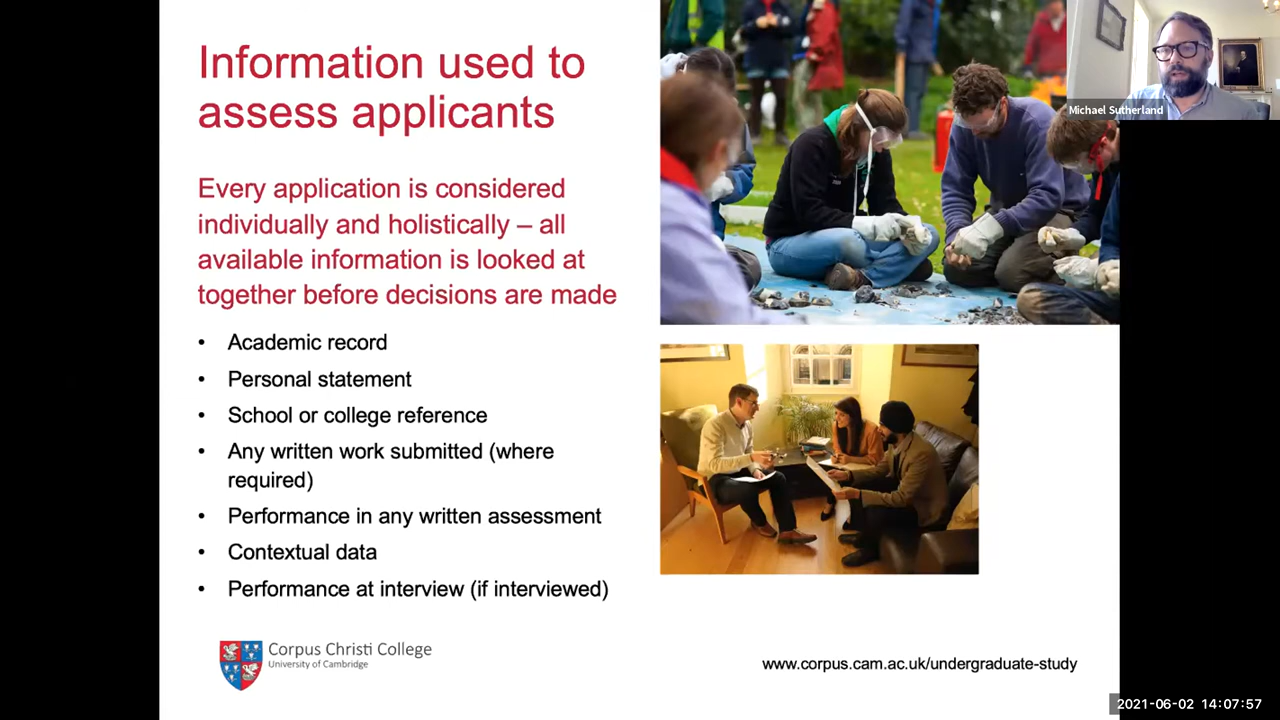 Information used to
assess applicants
Every application is considered
individually and holistically – all
available information is looked at
together before decisions are made
• Academic record
• Personal statement
• School or college reference
• Any written work submitted (where
required)
• Performance in any written assessment
• Contextual data
• Performance at interview (if interviewed)
Corpus Christi College
University of Cambridge
www.corpus.cam.ac.uk/undergraduate-study
Michael Sutherland
2021-06-02 14:07:57